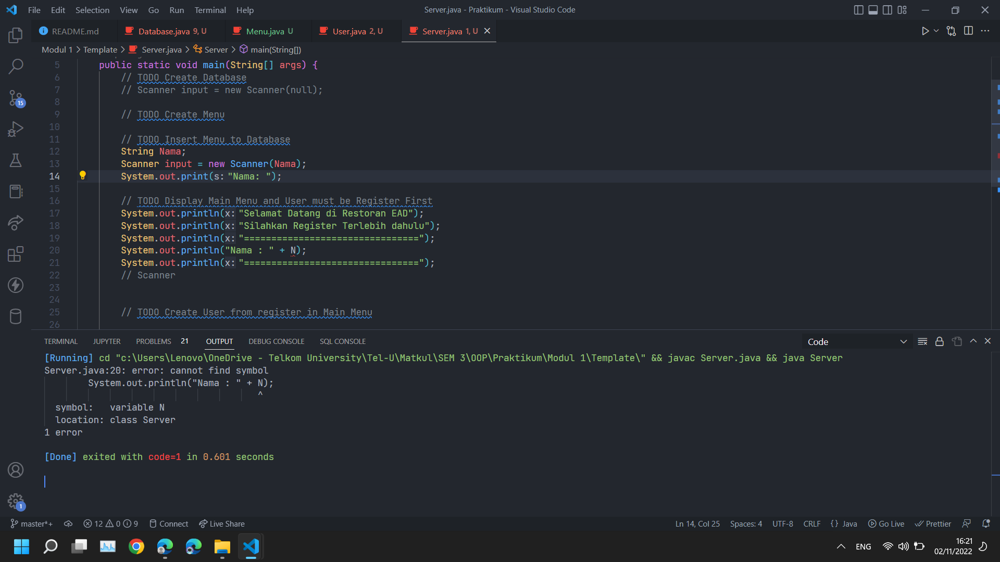 File Edit Selection View Go Run Terminal Help
Server.java - Praktikum - Visual Studio Code
README.md
Database.java 9, U
Menu.java U
User.java 2, U
Server.java 1, U
Modul 1 > Template > Server.java > Server > main(String[])
5 public static void main(String[] args) {
6 // TODO Create Database
7 // Scanner input = new Scanner(null);
8
9 // TODO Create Menu
10
11 // TODO Insert Menu to Database
12 String Nama;
13 Scanner input = new Scanner(Nama);
14 System.out.print(s: "Nama: ");
15
16 // TODO Display Main Menu and User must be Register First
17 System.out.println(x: "Selamat Datang di Restoran EAD");
18 System.out.println(x: "Silahkan Register Terlebih dahulu");
19 System.out.println(x: "================================");
20 System.out.println("Nama : " + N);
21 System.out.println(x: "================================");
22 // Scanner
23
24
25 // TODO Create User from register in Main Menu
26
15
TERMINAL JUPYTER PROBLEMS 21 OUTPUT DEBUG CONSOLE SQL CONSOLE
Code
[Running] cd "c:\Users\Lenovo\OneDrive - Telkom University\Tel-U\Matkul\SEM 3\OOP\Praktikum\Modul 1\Template\" && javac Server.java && java Server
Server.java:20: error: cannot find symbol
System.out.println("Nama : " + N);
^
symbol: variable N
location: class Server
1 error
[Done] exited with code=1 in 0.601 seconds
1
master*+ 12 0 9 Connect Live Share
Ln 14, Col 25 Spaces: 4 UTF-8 CRLF {} Java Go Live Prettier
ENG
16:21
02/11/2022